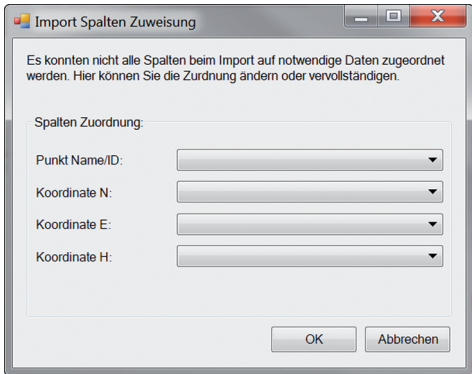 Import Spalten Zuweisung
Es konnten nicht alle Spalten beim Import auf notwendige Daten zugeordnet
werden. Hier können Sie die Zurdnung ändern oder vervollständigen.
Spalten Zuordnung:
Punkt Name/ID:
Koordinate N:
Koordinate E:
Koordinate H:
OK
Abbrechen